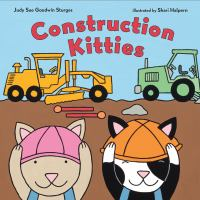 Judy Sue Goodwin Sturges
Illustrated by Shari Halpern
Construction
Kitties